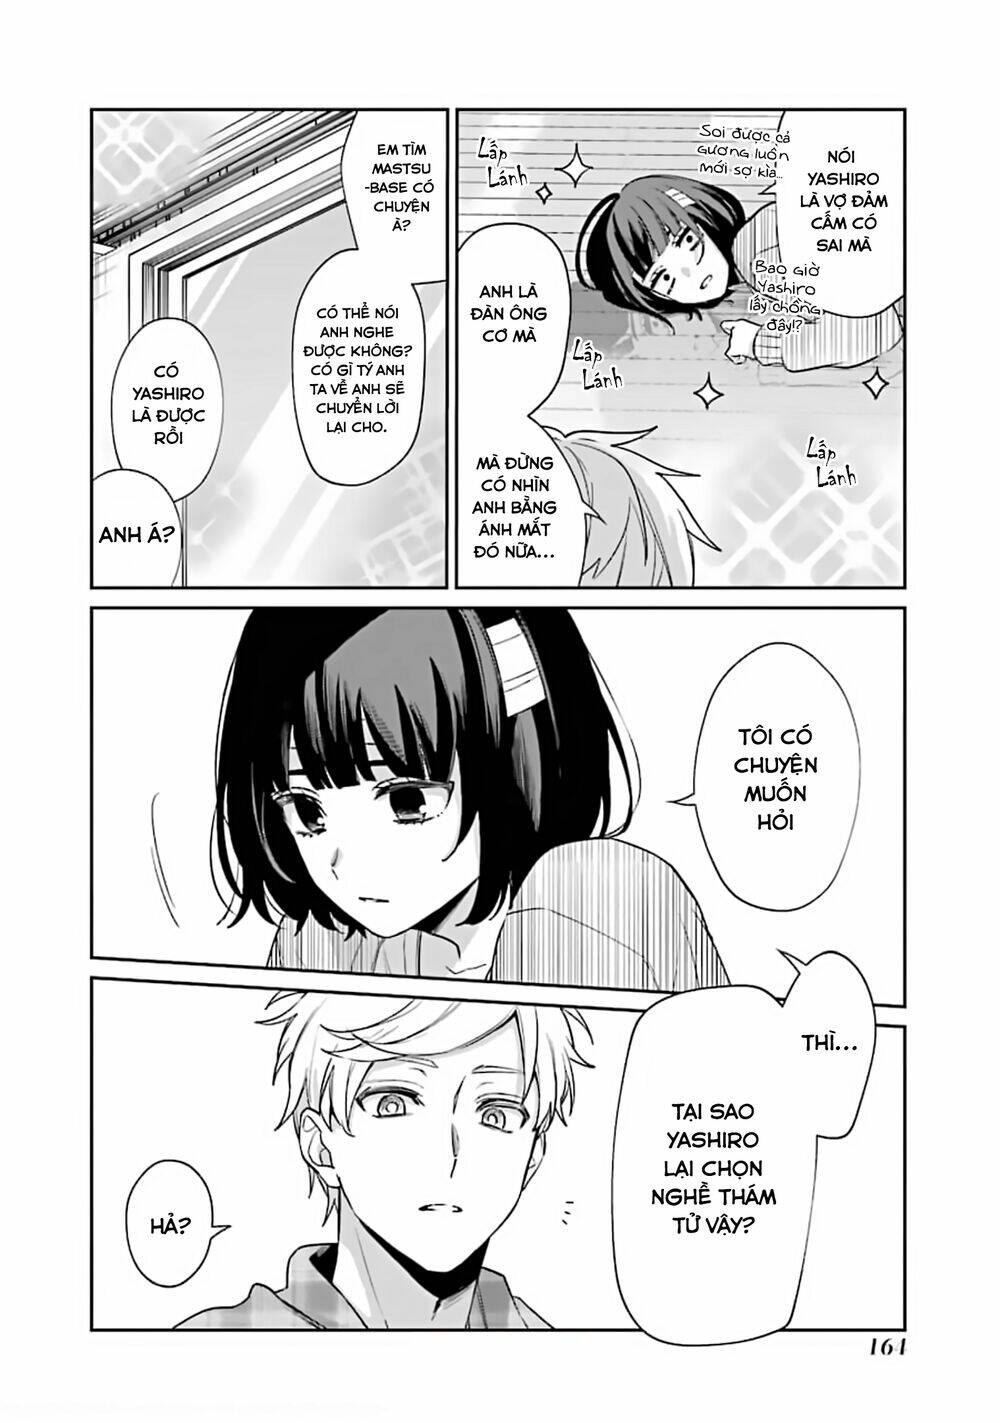 NÓI
YASHIRO
LÀ VỢ ĐẢM
CẤM CÓ
SAI MÀ
Soi được cả
gương luôn
mới sợ kìa...
Lấp
Lánh
Bao giờ
Yashiro
lấy chồng
đây!?
ANH LÀ
ĐÀN ÔNG
CƠ MÀ
Lấp
Lánh
Lấp
Lánh
MÀ ĐỪNG
CÓ NHÌN
ANH BẰNG
ÁNH MẮT
ĐÓ NỮA...
EM TÌM
MASTSU
-BASE CÓ
CHUYỆN
À?
CÓ THỂ NÓI
ANH NGHE
ĐƯỢC KHÔNG?
CÓ GÌ TÝ ANH
TA VỀ ANH SẼ
CHUYỂN LỜI
LẠI CHO.
CÓ
YASHIRO
LÀ ĐƯỢC
RỒI
ANH Á?
TÔI CÓ
CHUYỆN
MUỐN
HỎI
THÌ...
TẠI SAO
YASHIRO
LẠI CHỌN
NGHỀ THÁM
TỬ VẬY?
HẢ?
164